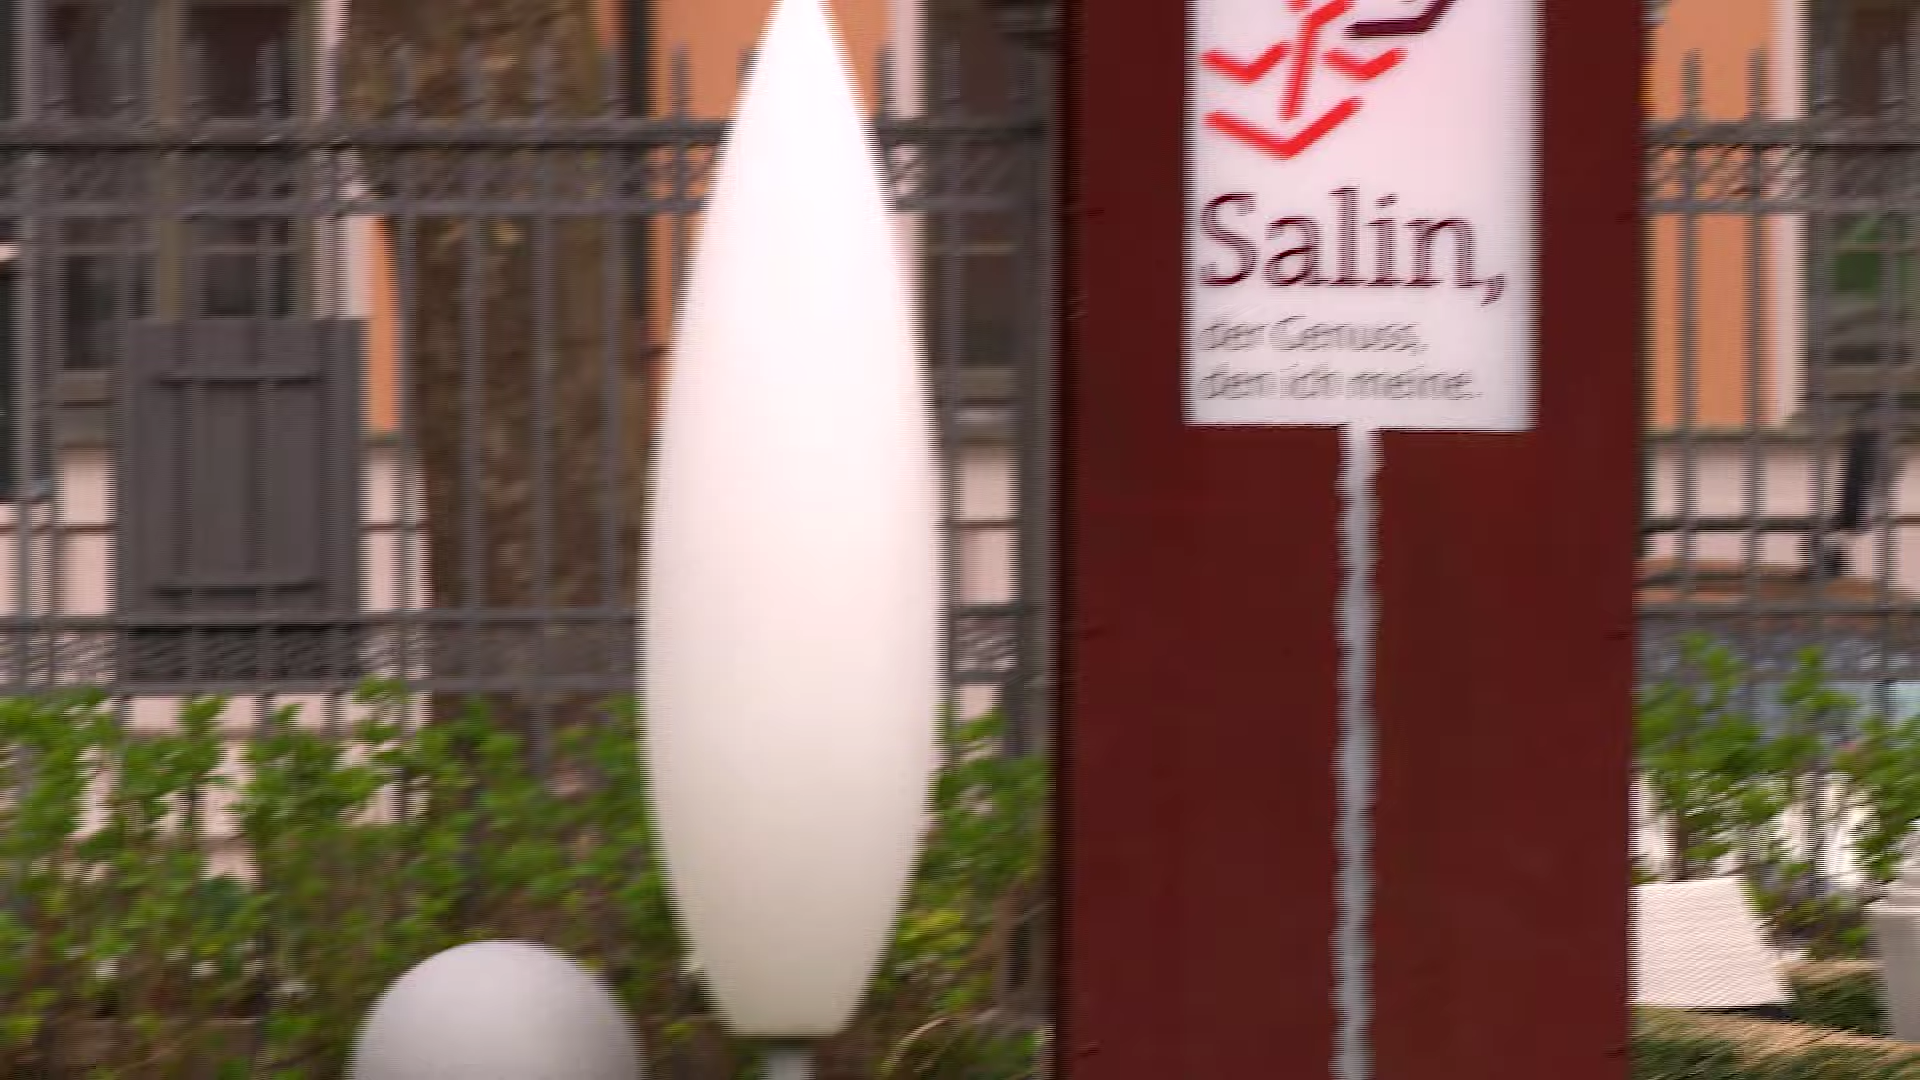 Salin,
der Genuss,
den ich meine.